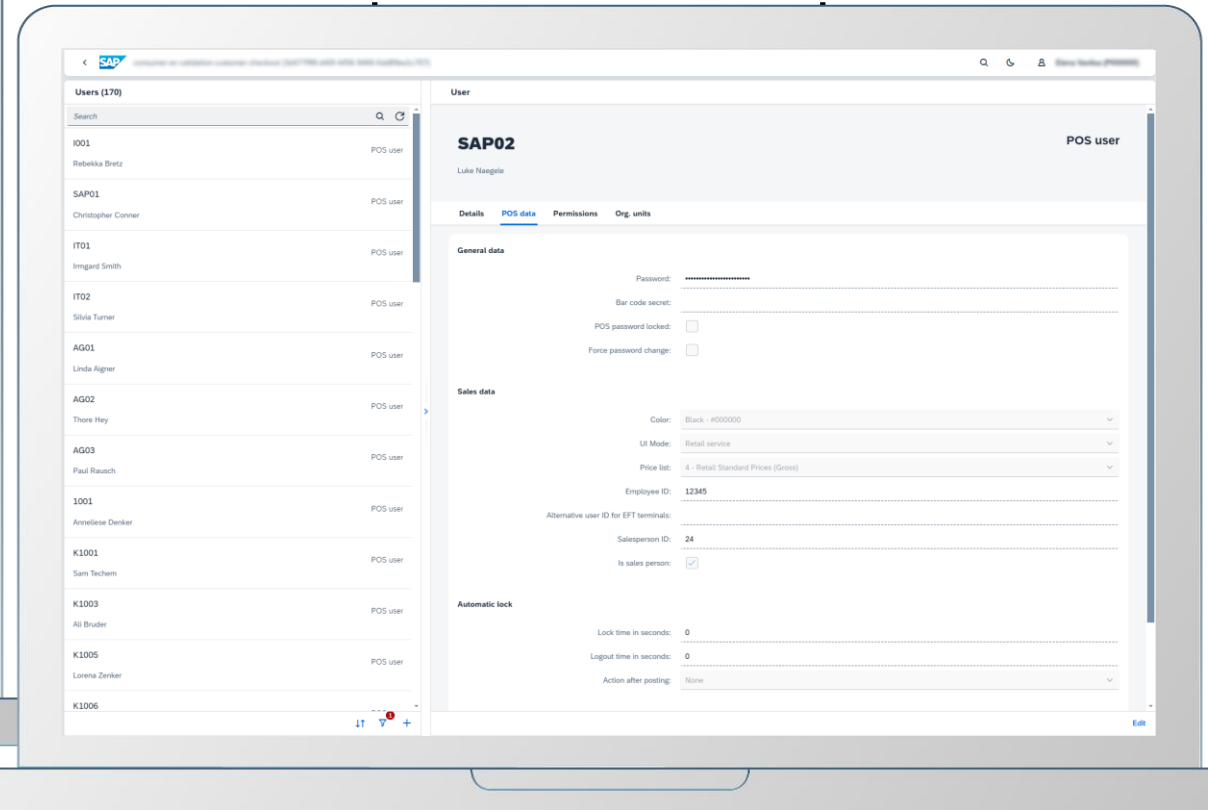 SAP
Users (170)
User
Search
I001
POS user
Rebekka Bretz
SAP01
POS user
Christopher Conner
IT01
POS user
Irmgard Smith
IT02
POS user
Silvia Turner
AG01
POS user
Linda Aigner
AG02
POS user
Thore Hey
AG03
POS user
Paul Rausch
1001
POS user
Anneliese Denker
K1001
POS user
Sam Techem
K1003
POS user
Ali Bruder
K1005
POS user
Lorena Zenker
K1006
1
SAP02
POS user
Luke Naegele
Details POS data Permissions Org. units
General data
Password: ••••••••••••••••••••••••
Bar code secret:
POS password locked:
Force password change:
Sales data
Color: Black - #000000
UI Mode: Retail service
Price list: 4 - Retail Standard Prices (Gross)
Employee ID: 12345
Alternative user ID for EFT terminals:
Salesperson ID: 24
Is sales person:
Automatic lock
Lock time in seconds: 0
Logout time in seconds: 0
Action after posting: None
Edit